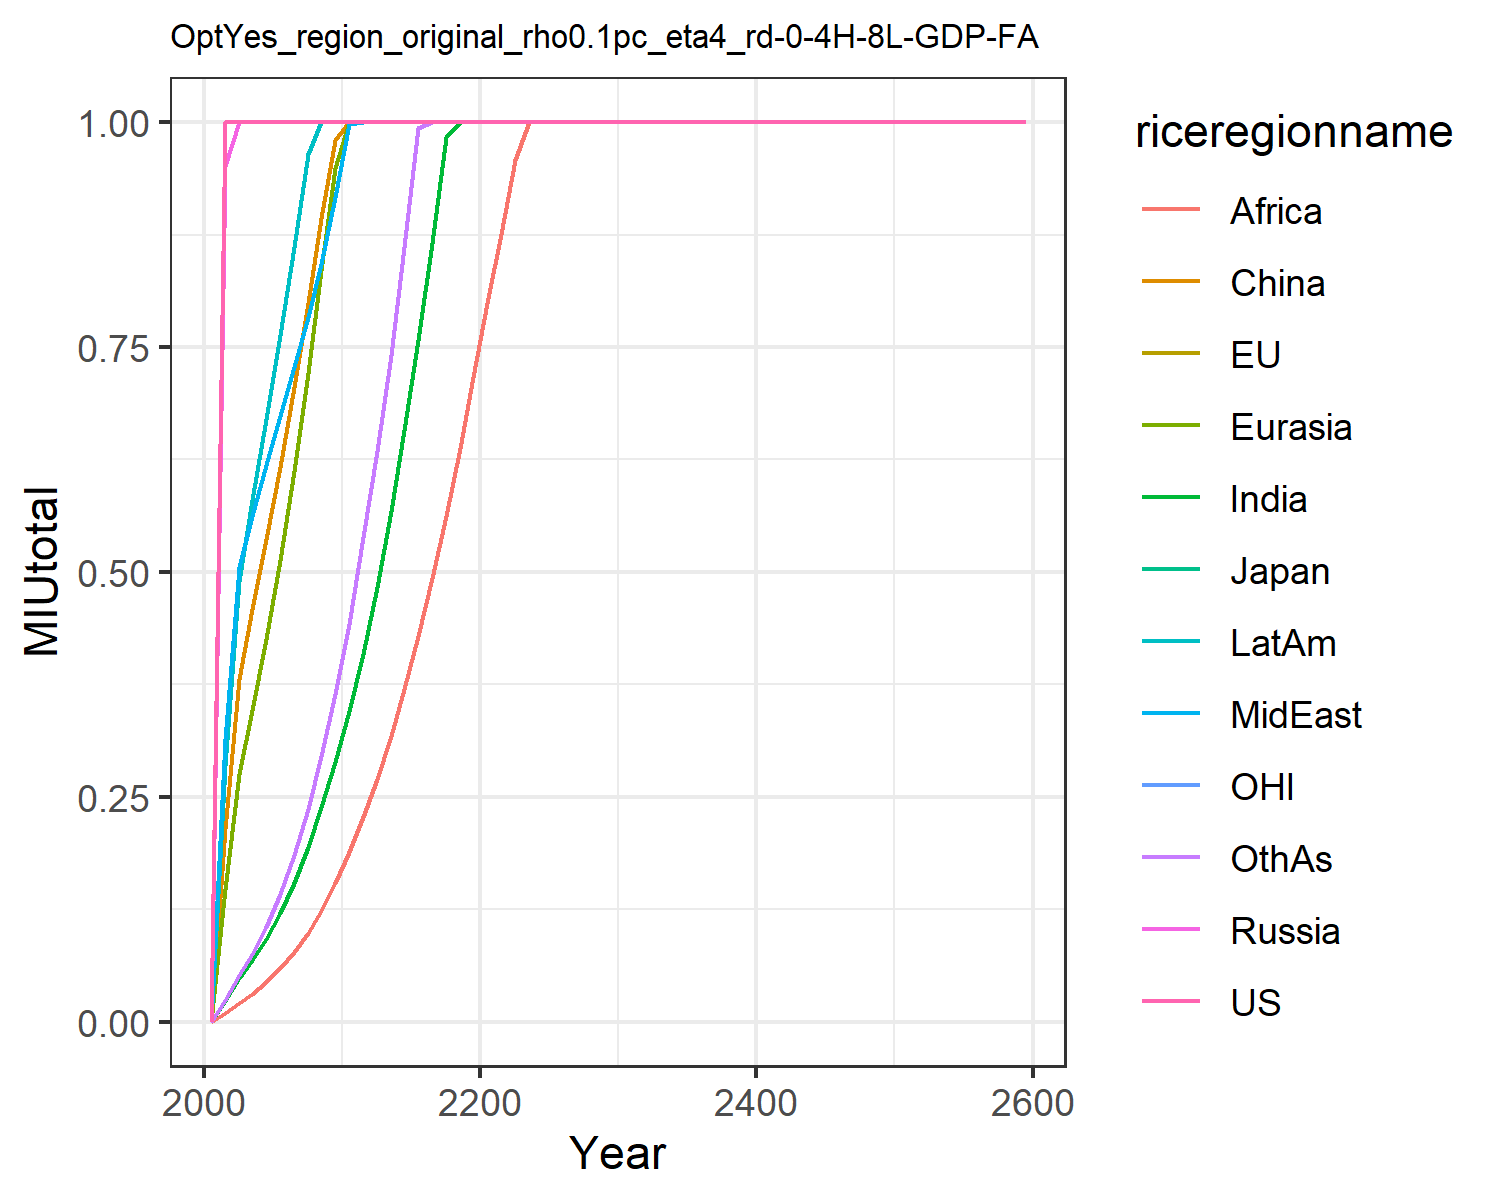 OptYes_region_original_rho0.1pc_eta4_rd-0-4H-8L-GDP-FA
1.00
0.75
0.50
0.25
0.00
MIUtotal
2000
2200
2400
2600
Year
riceregionname
Africa
China
EU
Eurasia
India
Japan
LatAm
MidEast
OHI
OthAs
Russia
US